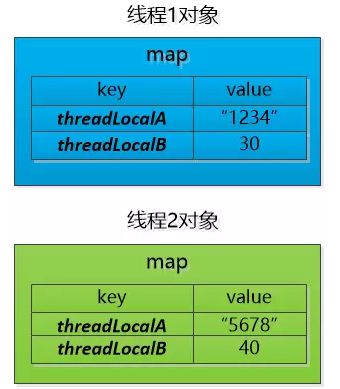 线程1对象
map
key value
threadLocalA “1234”
threadLocalB 30
线程2对象
map
key value
threadLocalA “5678”
threadLocalB 40